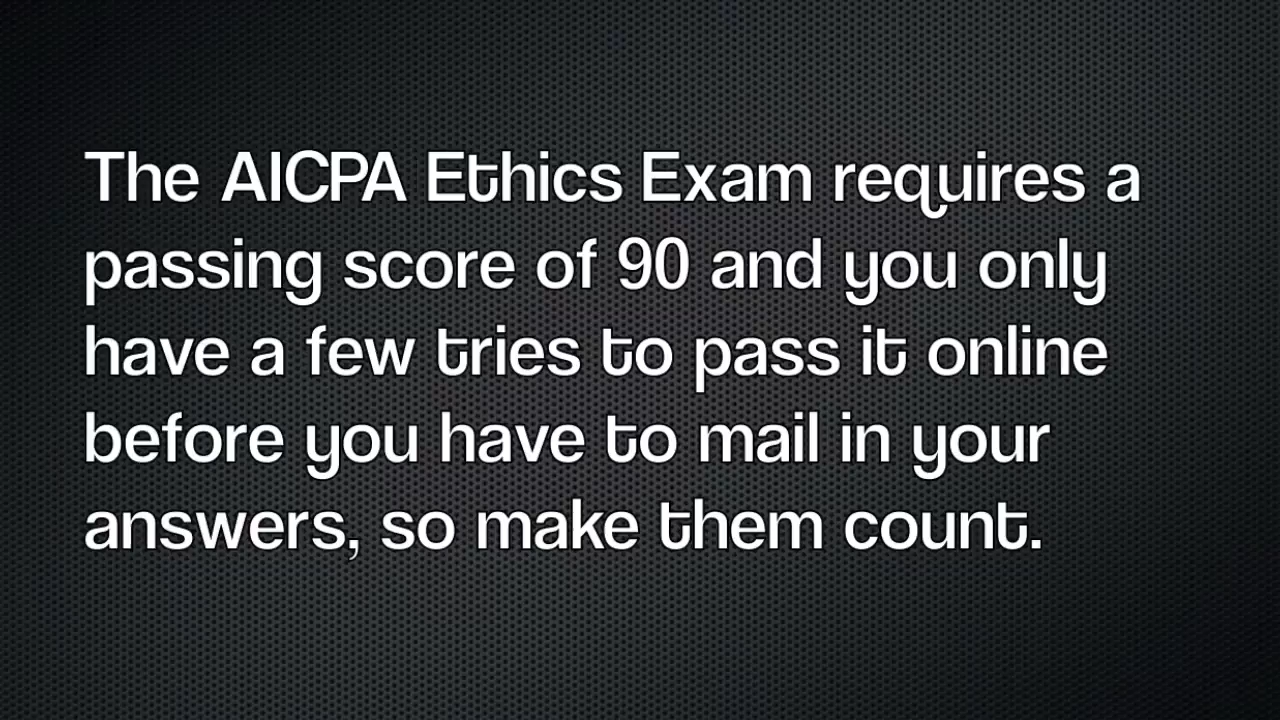 The AICPA Ethics Exam requires a
passing score of 90 and you only
have a few tries to pass it online
before you have to mail in your
answers, so make them count.